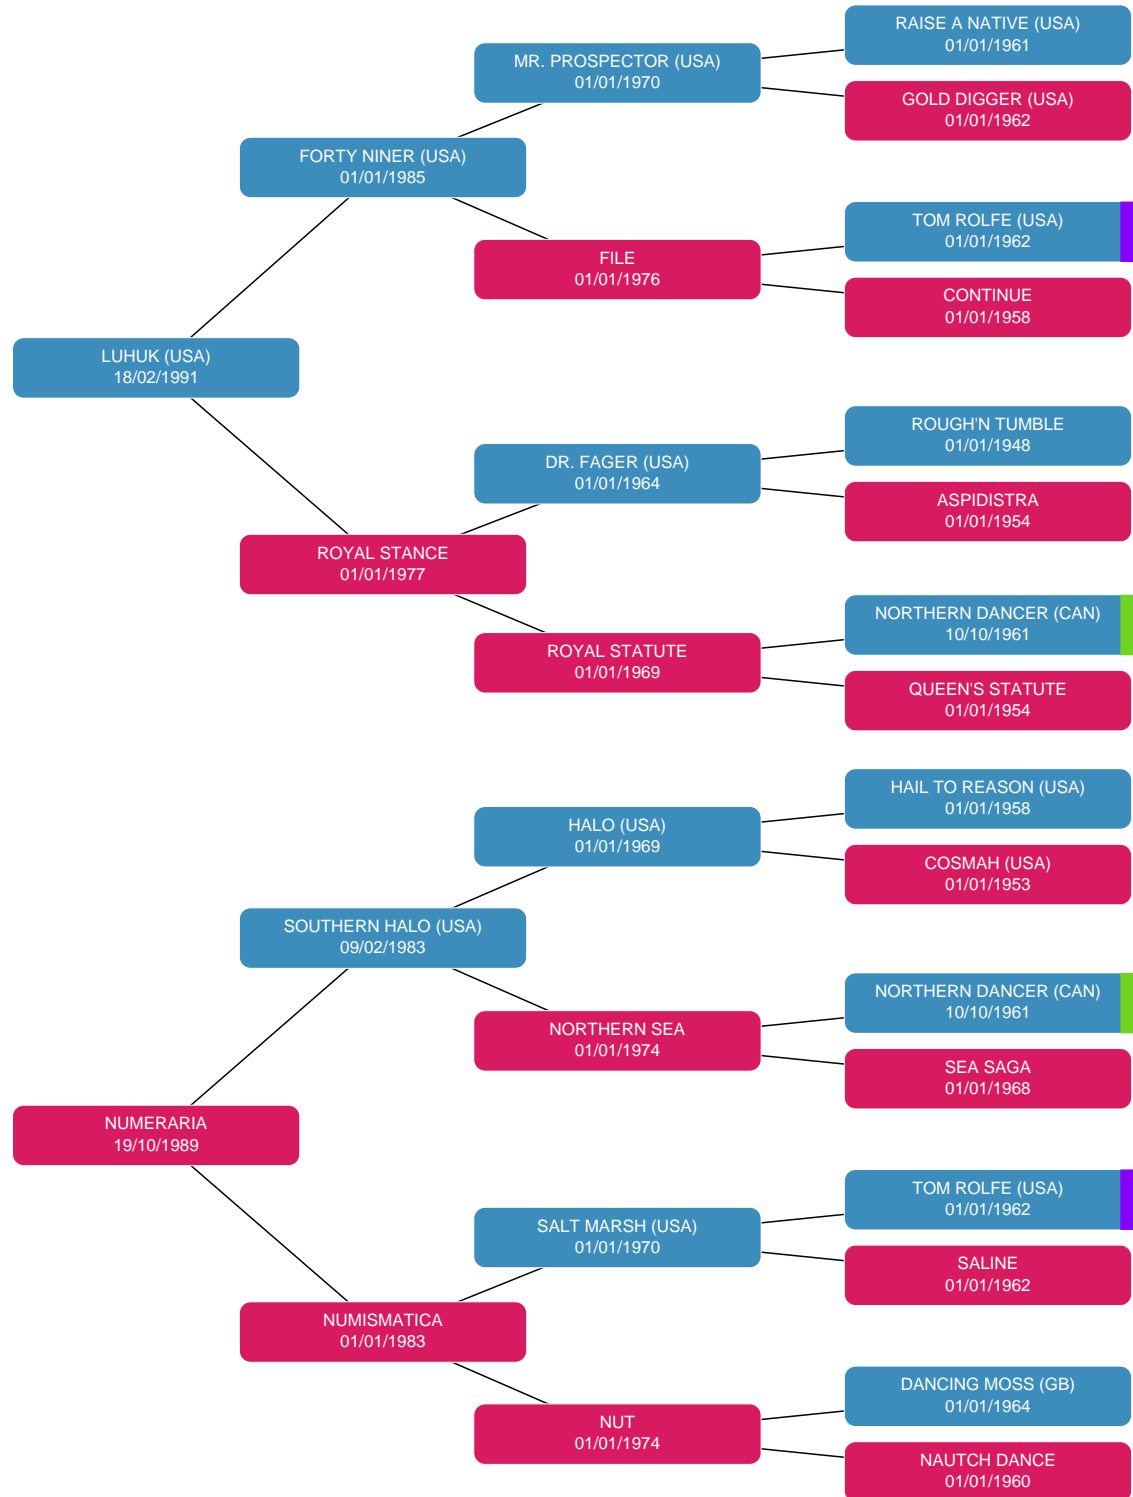 RAISE A NATIVE (USA)
01/01/1961
MR. PROSPECTOR (USA)
01/01/1970
GOLD DIGGER (USA)
01/01/1962
FORTY NINER (USA)
01/01/1985
TOM ROLFE (USA)
01/01/1962
FILE
01/01/1976
CONTINUE
01/01/1958
LUHUK (USA)
18/02/1991
ROUGH'N TUMBLE
01/01/1948
DR. FAGER (USA)
01/01/1964
ASPIDISTRA
01/01/1954
ROYAL STANCE
01/01/1977
NORTHERN DANCER (CAN)
10/10/1961
ROYAL STATUTE
01/01/1969
QUEEN'S STATUTE
01/01/1954
HAIL TO REASON (USA)
01/01/1958
HALO (USA)
01/01/1969
COSMAH (USA)
01/01/1953
SOUTHERN HALO (USA)
09/02/1983
NORTHERN DANCER (CAN)
10/10/1961
NORTHERN SEA
01/01/1974
SEA SAGA
01/01/1968
NUMERARIA
19/10/1989
TOM ROLFE (USA)
01/01/1962
SALT MARSH (USA)
01/01/1970
SALINE
01/01/1962
NUMISMATICA
01/01/1983
DANCING MOSS (GB)
01/01/1964
NUT
01/01/1974
NAUTCH DANCE
01/01/1960